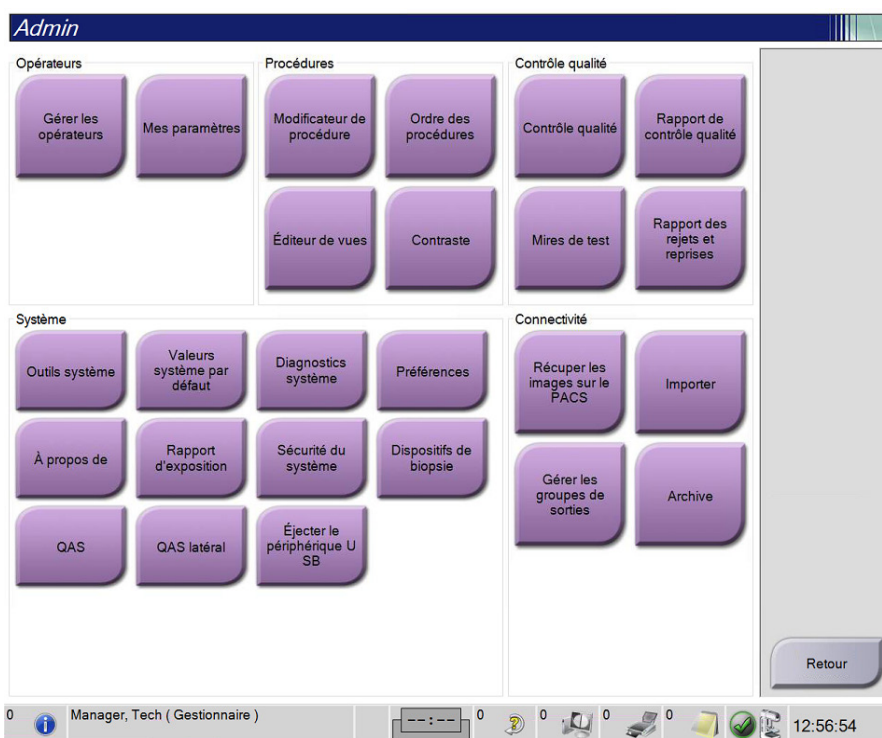 Admin
Opérateurs
Gérer les
opérateurs
Mes paramètres
Procédures
Modificateur de
procédure
Ordre des
procédures
Éditeur de vues
Contraste
Contrôle qualité
Contrôle qualité
Rapport de
contrôle qualité
Mires de test
Rapport des
rejets et
reprises
Système
Outils système
Valeurs
système par
défaut
Diagnostics
système
Préférences
À propos de
Rapport
d'exposition
Sécurité du
système
Dispositifs de
biopsie
QAS
QAS latéral
Éjecter le
périphérique U
SB
Connectivité
Récuper les
images sur le
PACS
Importer
Gérer les
groupes de
sorties
Archive
Retour
0 Manager, Tech ( Gestionnaire ) --:-- 0 0 0 0 12:56:54